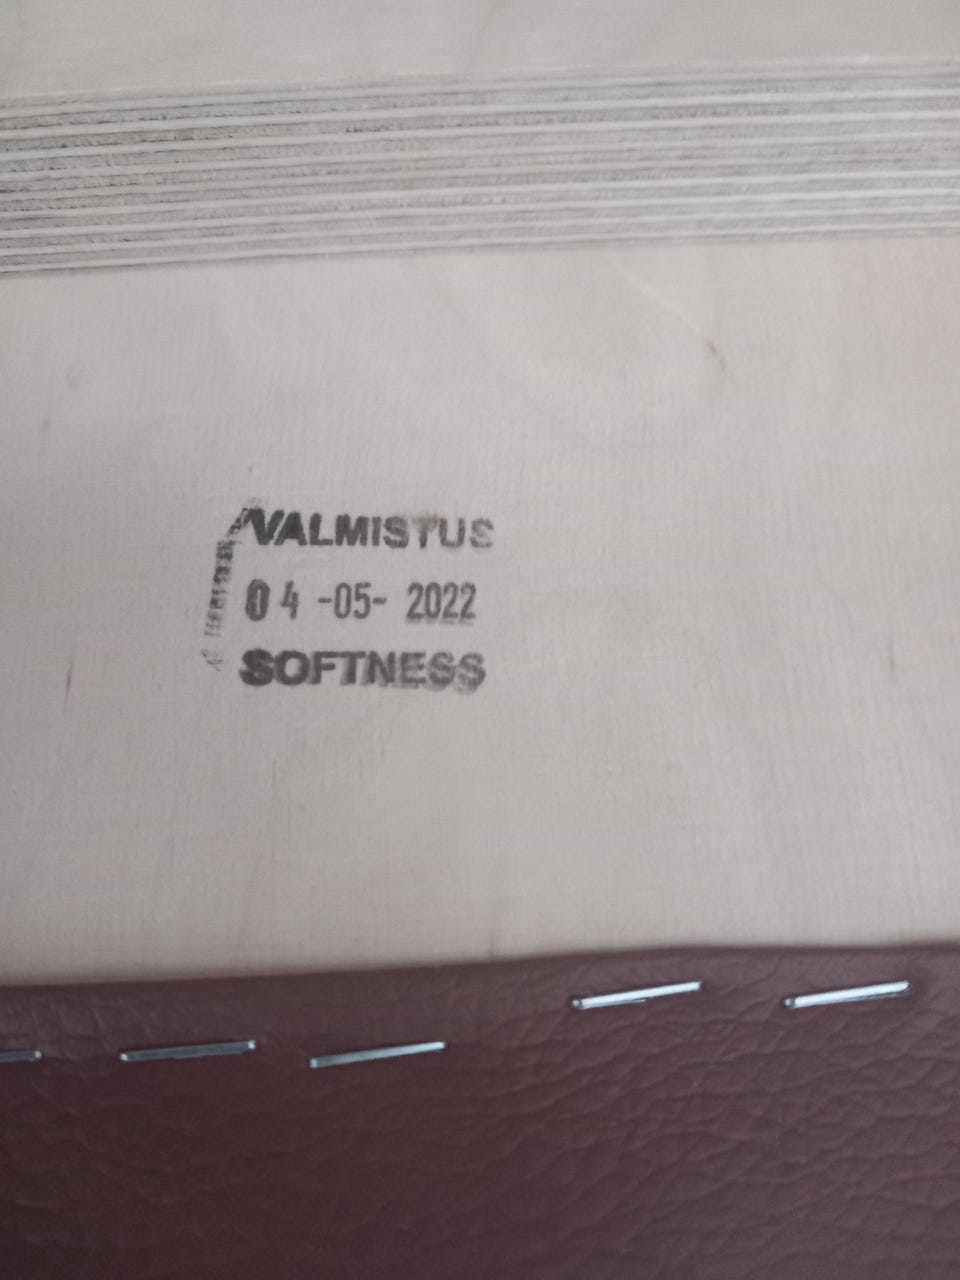 VALMISTUS
04 -05- 2022
SOFTNESS